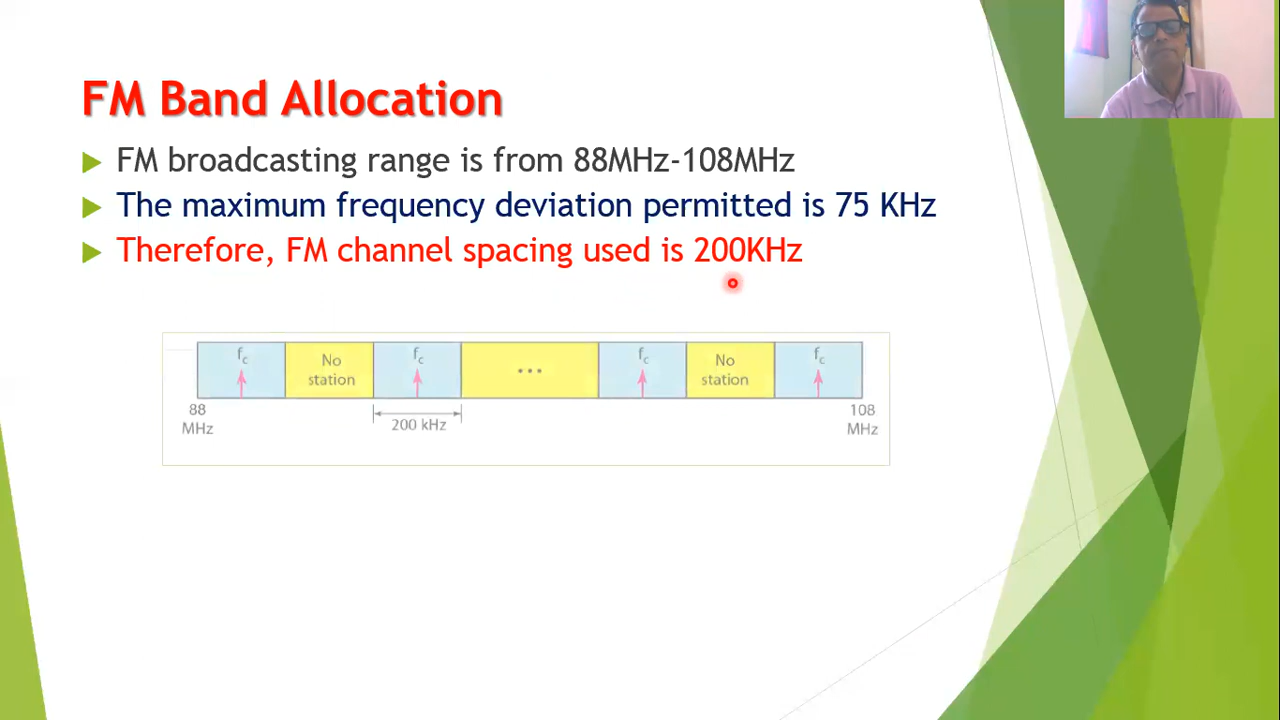 FM Band Allocation
FM broadcasting range is from 88MHz-108MHz
The maximum frequency deviation permitted is 75 KHz
Therefore, FM channel spacing used is 200KHz
fc
No
station
fc
...
fc
No
station
fc
88
MHz
200 kHz
108
MHz